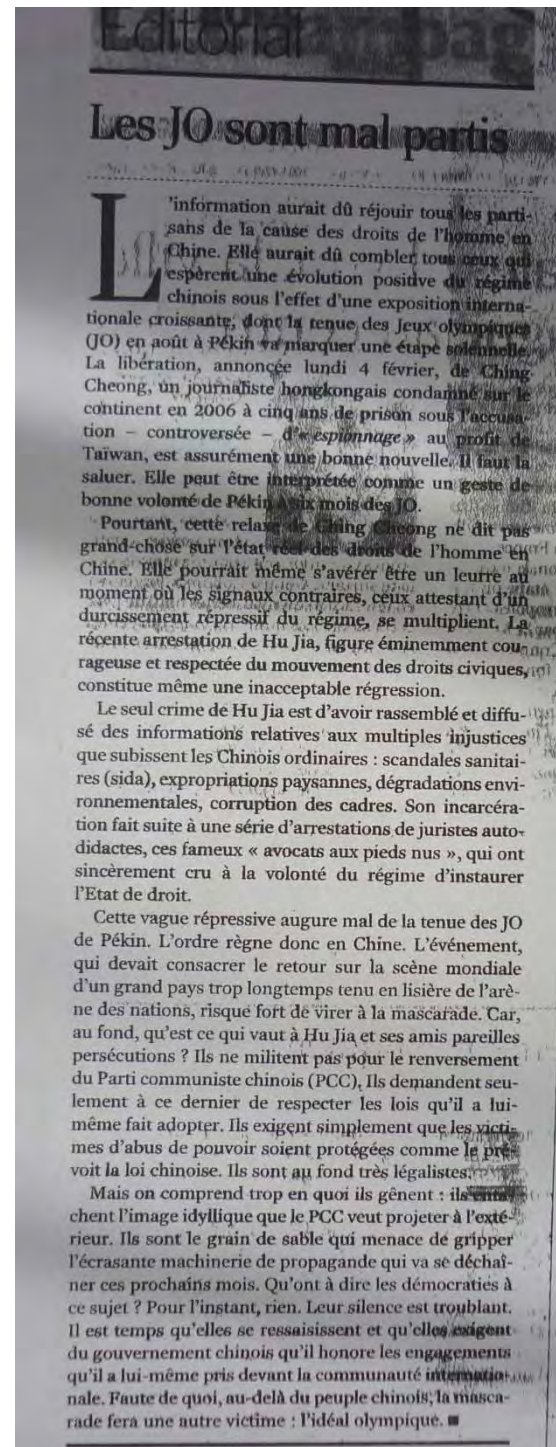 Editorial
Les JO sont mal partis
L'information aurait dû réjouir tous les parti-
sans de la cause des droits de l'homme en
Chine. Elle aurait dû combler tous ceux qui
espèrent une évolution positive du régime
chinois sous l'effet d'une exposition interna-
tionale croissante, dont la tenue des Jeux olympiques
(JO) en août à Pékin va marquer une étape solennelle.
La libération, annoncée lundi 4 février, de Ching
Cheong, un journaliste hongkongais condamné sur le
continent en 2006 à cinq ans de prison sous l'accusa-
tion – controversée – d'« espionnage » au profit de
Taïwan, est assurément une bonne nouvelle. Il faut la
saluer. Elle peut être interprétée comme un geste de
bonne volonté de Pékin à six mois des JO.
Pourtant, cette relaxe de Ching Cheong ne dit pas
grand-chose sur l'état réel des droits de l'homme en
Chine. Elle pourrait même s'avérer être un leurre au
moment où les signaux contraires, ceux attestant d'un
durcissement répressif du régime, se multiplient. La
récente arrestation de Hu Jia, figure éminemment cou-
rageuse et respectée du mouvement des droits civiques,
constitue même une inacceptable régression.
Le seul crime de Hu Jia est d'avoir rassemblé et diffu-
sé des informations relatives aux multiples injustices
que subissent les Chinois ordinaires : scandales sanitai-
res (sida), expropriations paysannes, dégradations envi-
ronnementales, corruption des cadres. Son incarcéra-
tion fait suite à une série d'arrestations de juristes auto-
didactes, ces fameux « avocats aux pieds nus », qui ont
sincèrement cru à la volonté du régime d'instaurer
l'Etat de droit.
Cette vague répressive augure mal de la tenue des JO
de Pékin. L'ordre règne donc en Chine. L'événement,
qui devait consacrer le retour sur la scène mondiale
d'un grand pays trop longtemps tenu en lisière de l'arè-
ne des nations, risque fort de virer à la mascarade. Car,
au fond, qu'est ce qui vaut à Hu Jia et ses amis pareilles
persécutions ? Ils ne militent pas pour le renversement
du Parti communiste chinois (PCC). Ils demandent seu-
lement à ce dernier de respecter les lois qu'il a lui-
même fait adopter. Ils exigent simplement que les victi-
mes d'abus de pouvoir soient protégées comme le pré-
voit la loi chinoise. Ils sont au fond très légalistes.
Mais on comprend trop en quoi ils gênent : ils enta-
chent l'image idyllique que le PCC veut projeter à l'exté-
rieur. Ils sont le grain de sable qui menace de gripper
l'écrasante machinerie de propagande qui va se déchaî-
ner ces prochains mois. Qu'ont à dire les démocraties à
ce sujet ? Pour l'instant, rien. Leur silence est troublant.
Il est temps qu'elles se ressaisissent et qu'elles exigent
du gouvernement chinois qu'il honore les engagements
qu'il a lui-même pris devant la communauté internatio-
nale. Faute de quoi, au-delà du peuple chinois, la masca-
rade fera une autre victime : l'idéal olympique. ■